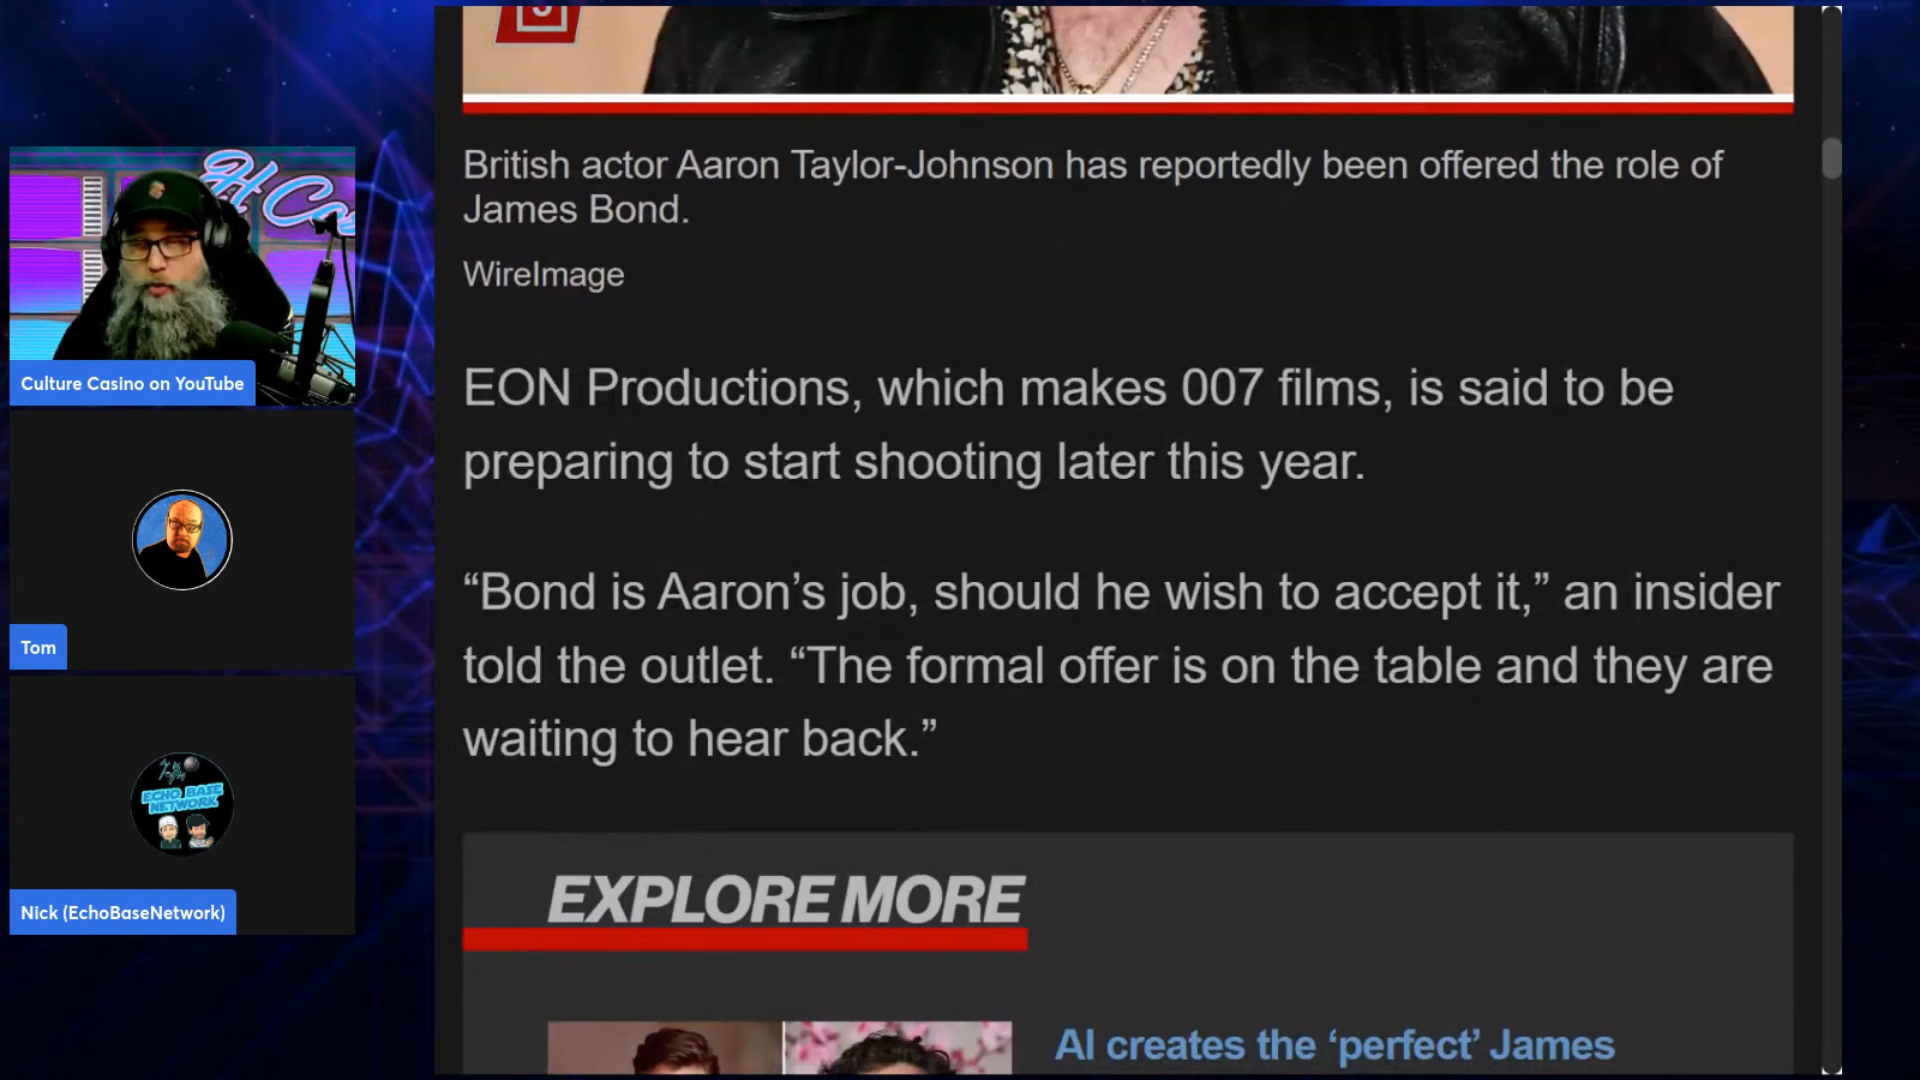 British actor Aaron Taylor-Johnson has reportedly been offered the role of
James Bond.
WireImage
EON Productions, which makes 007 films, is said to be
preparing to start shooting later this year.
“Bond is Aaron’s job, should he wish to accept it,” an insider
told the outlet. “The formal offer is on the table and they are
waiting to hear back.”
EXPLORE MORE
AI creates the ‘perfect’ James
Culture Casino on YouTube
Tom
ECHO BASE
NETWORK
Nick (EchoBaseNetwork)